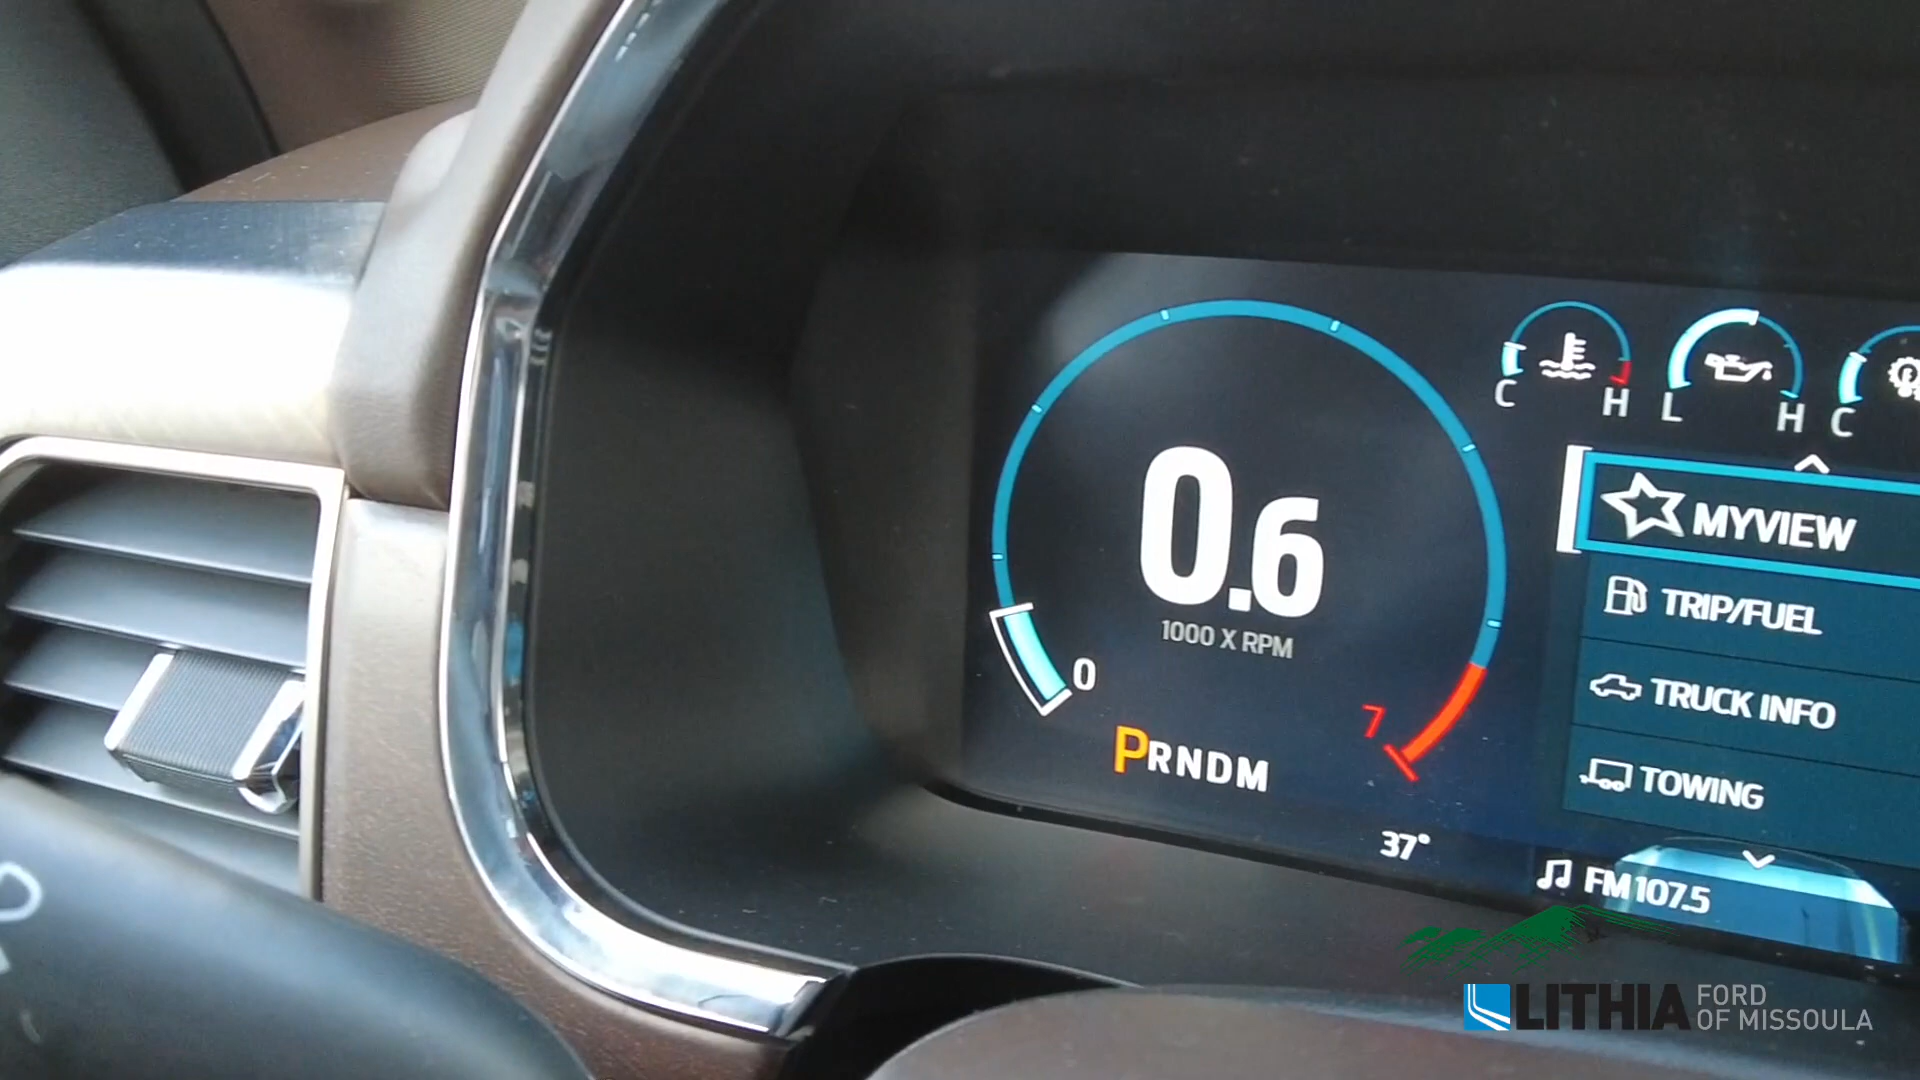 C H
L H
C
0.6
1000 X RPM
0
7
PRNDM
37°
MYVIEW
TRIP/FUEL
TRUCK INFO
TOWING
FM 107.5
LITHIA FORD
OF MISSOULA